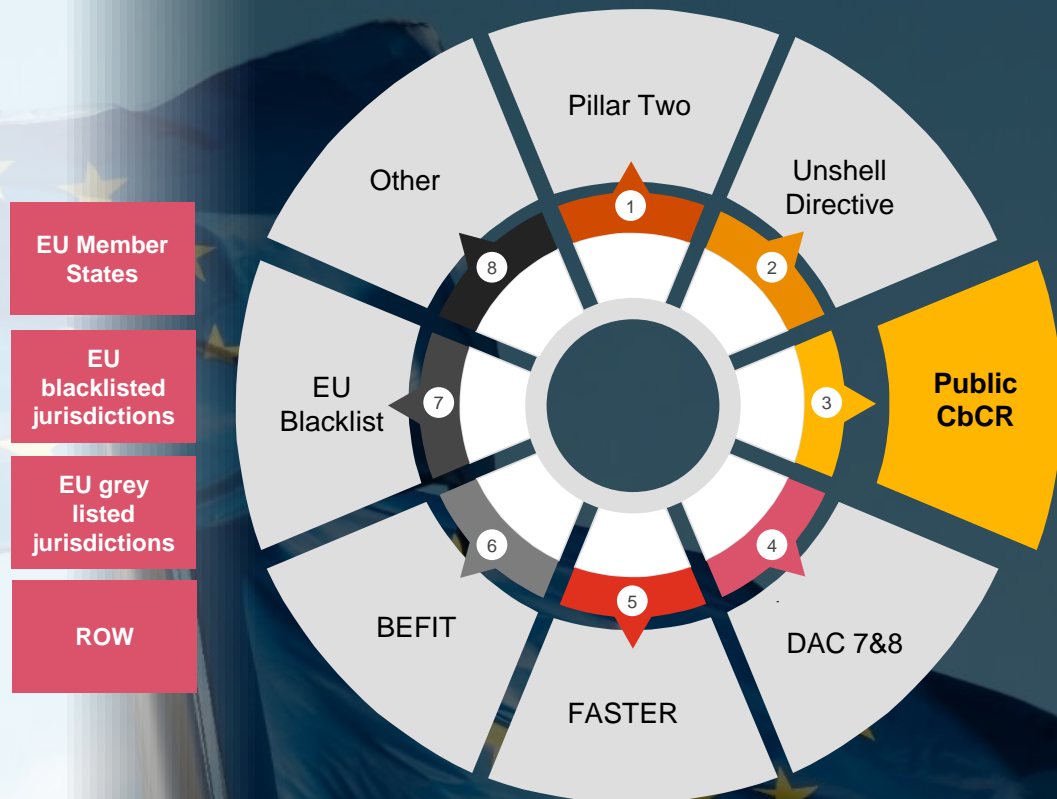 EU Member
States
EU
blacklisted
jurisdictions
EU grey
listed
jurisdictions
ROW
Pillar Two
1
Unshell
Directive
2
Public
CbCR
3
DAC 7&8
4
FASTER
5
BEFIT
6
EU
Blacklist
7
Other
8